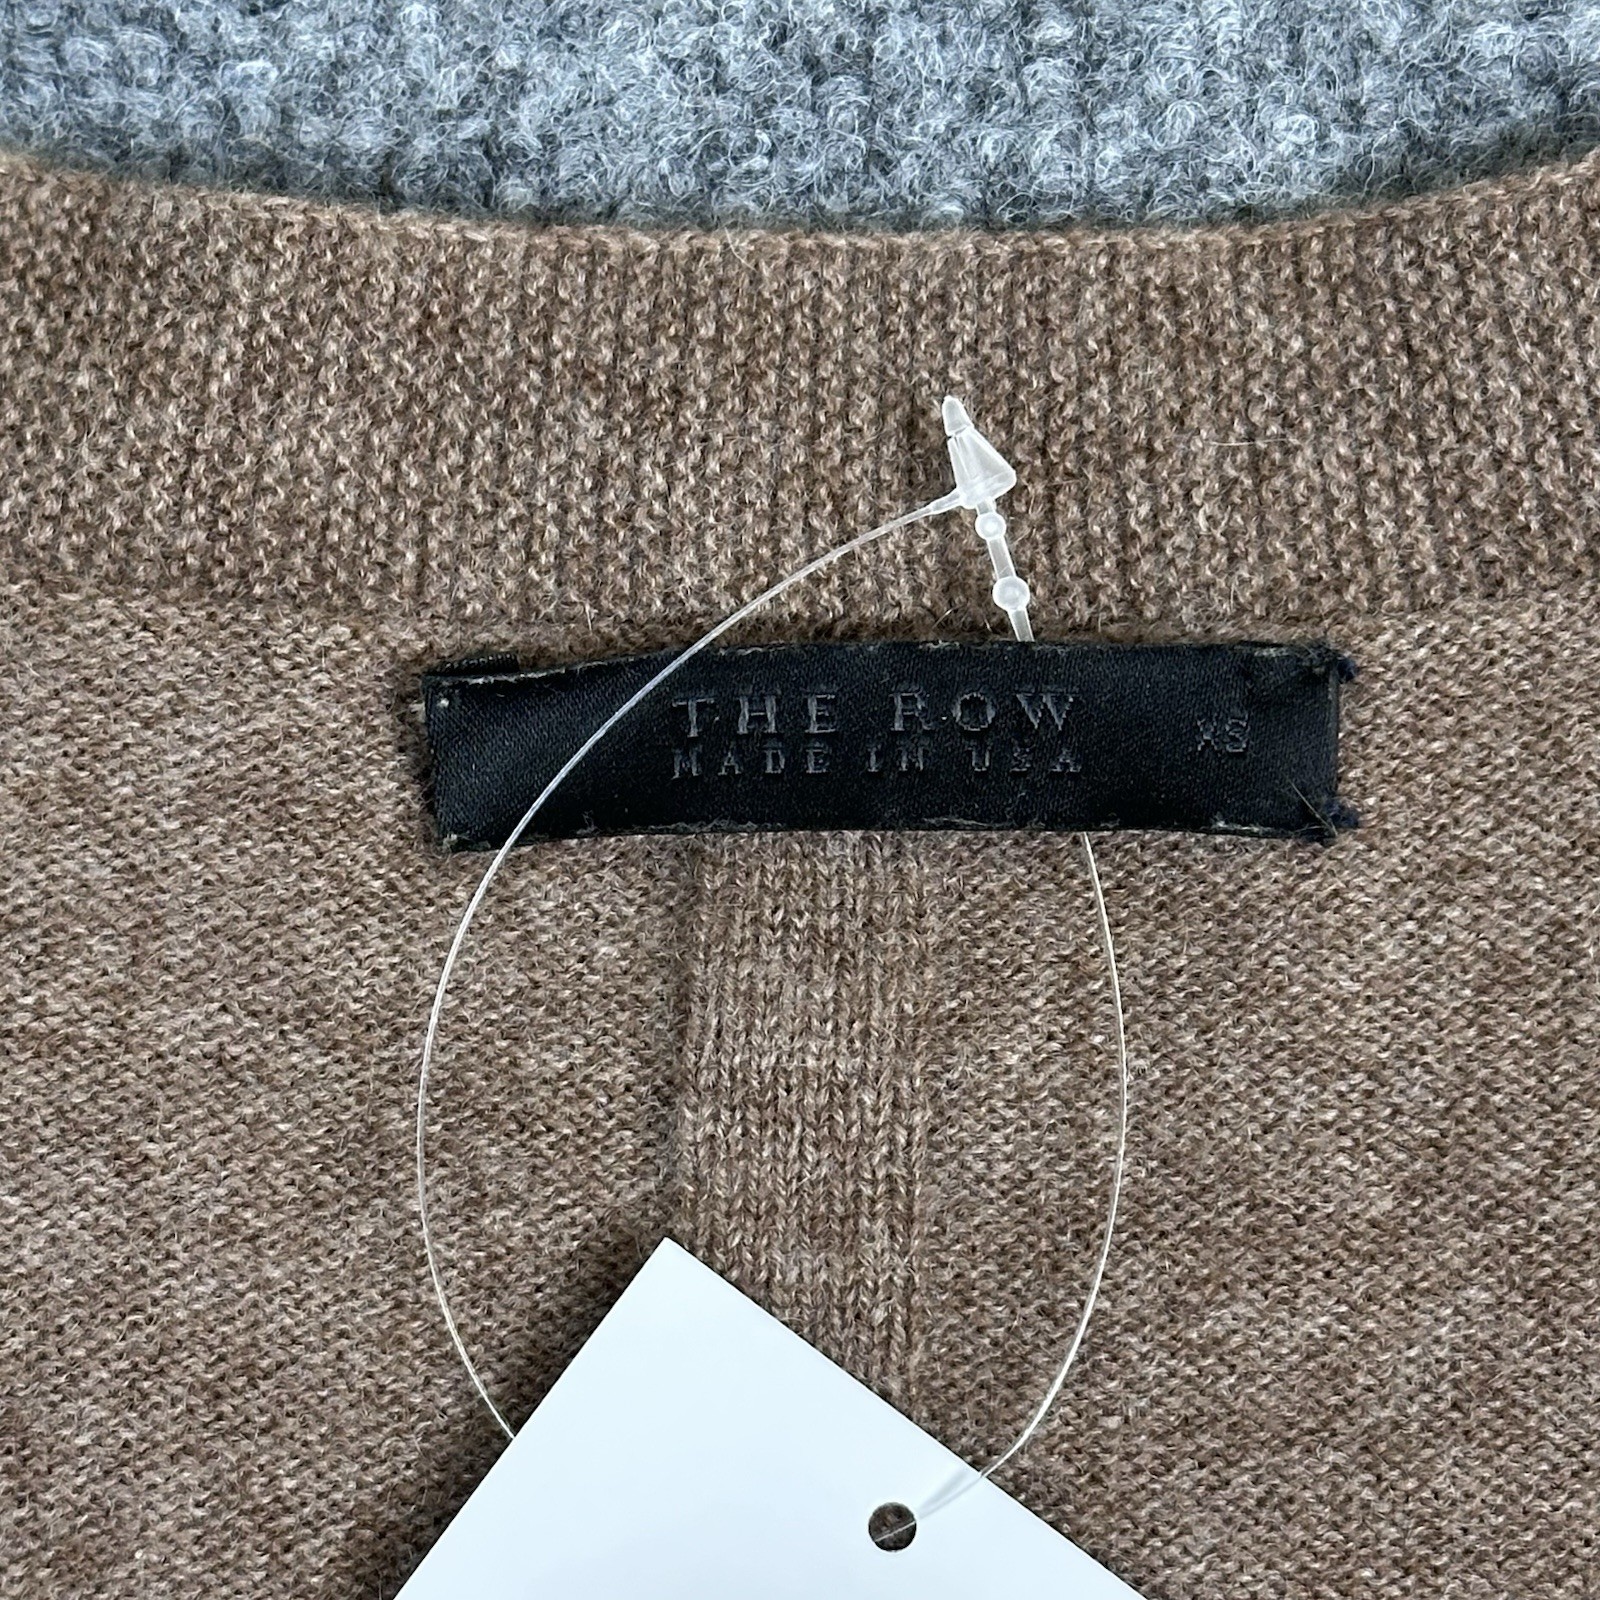 THE ROW
MADE IN USA
XS